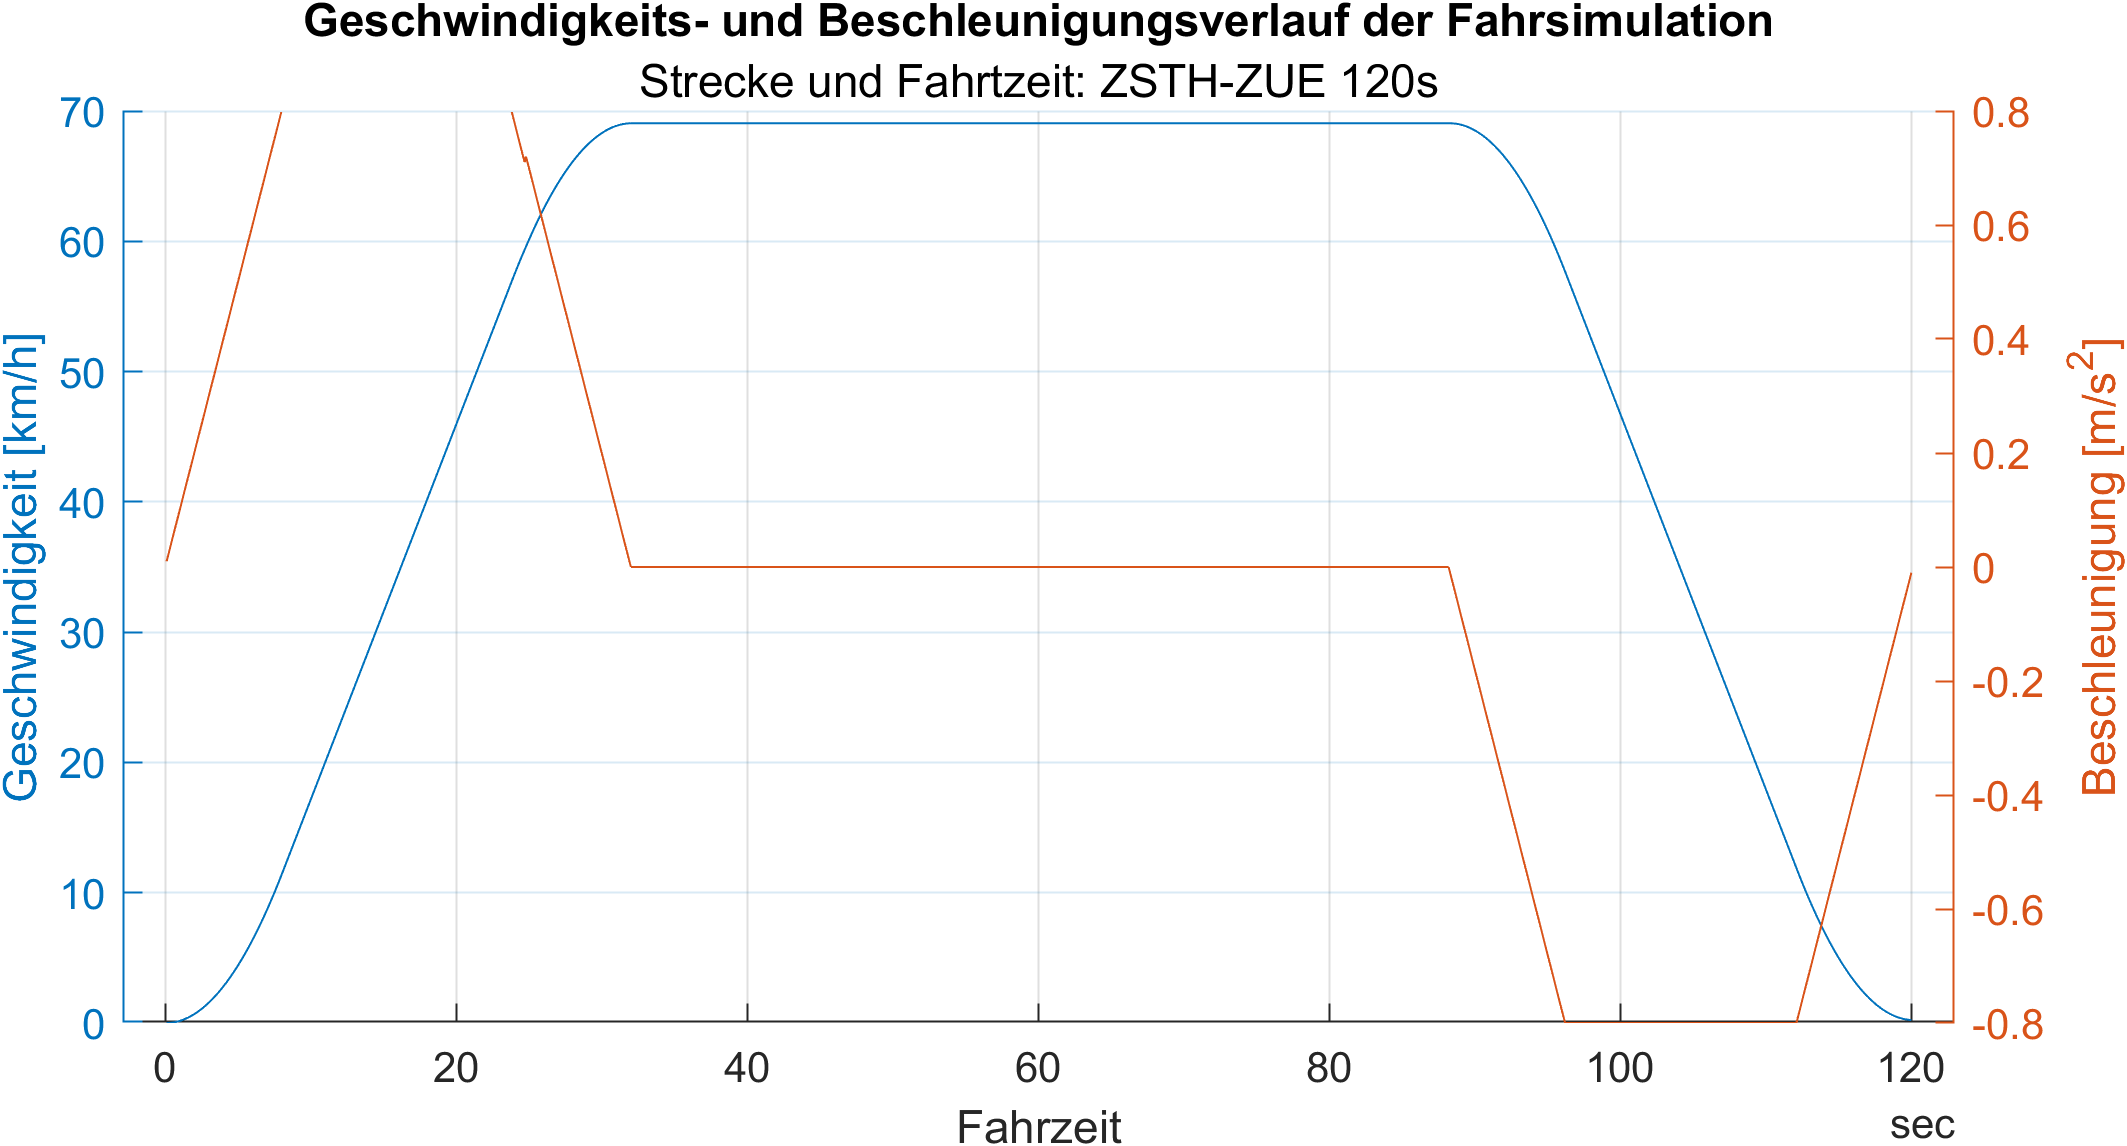 Geschwindigkeits- und Beschleunigungsverlauf der Fahrsimulation
Strecke und Fahrtzeit: ZSTH-ZUE 120s
Geschwindigkeit [km/h]
70
60
50
40
30
20
10
0
0.8
0.6
0.4
0.2
0
-0.2
-0.4
-0.6
-0.8
Beschleunigung [m/s²]
0 20 40 60 80 100 120
Fahrzeit
sec